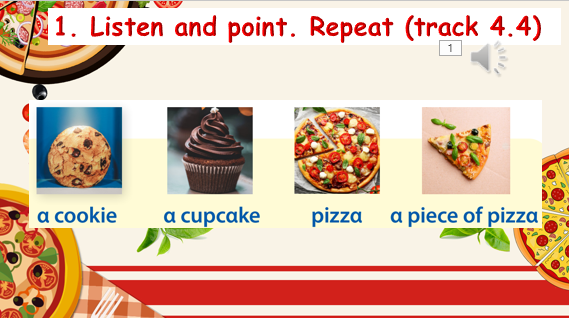 1. Listen and point. Repeat (track 4.4)
1
a cookie a cupcake pizza a piece of pizza